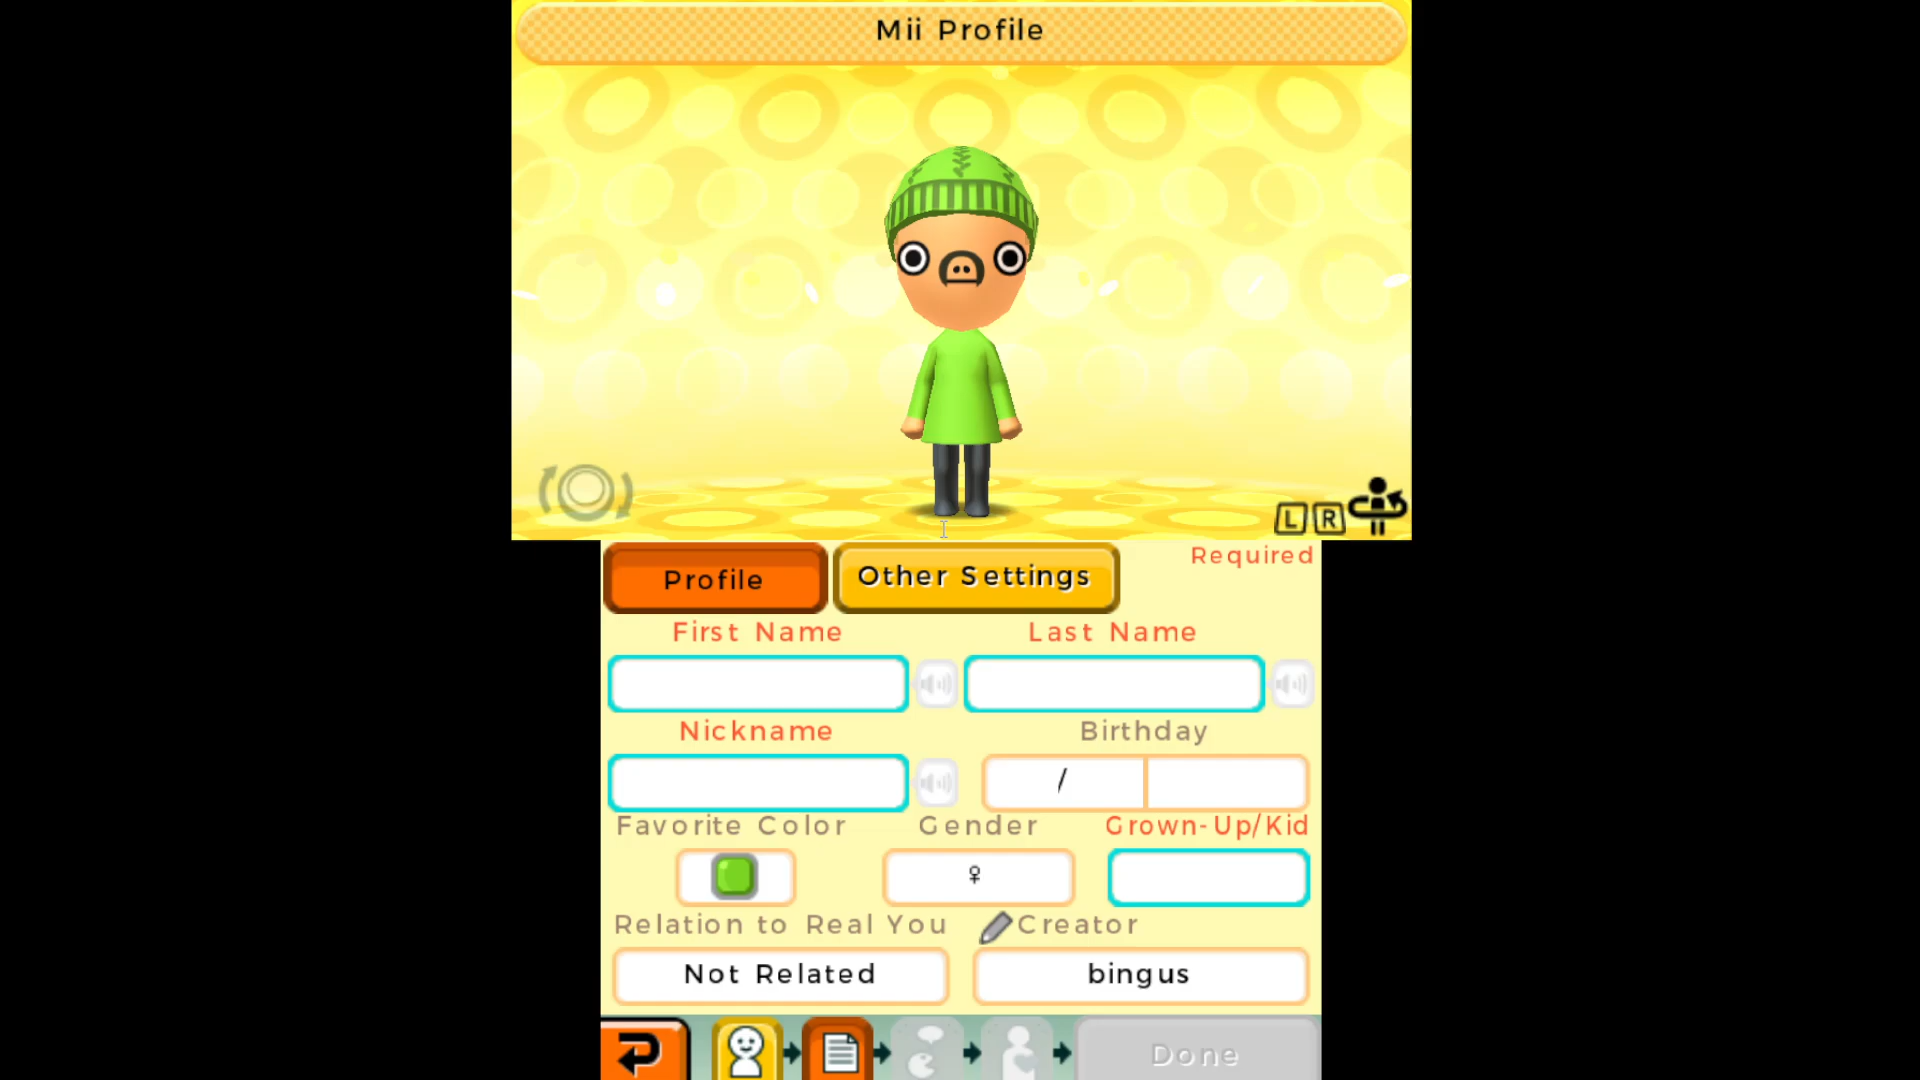 Mii Profile
L R
Required
Profile
Other Settings
First Name
Last Name
Nickname
Birthday
/
Favorite Color
Gender
Grown-Up/Kid
♀
Relation to Real You
Creator
Not Related
bingus
Done